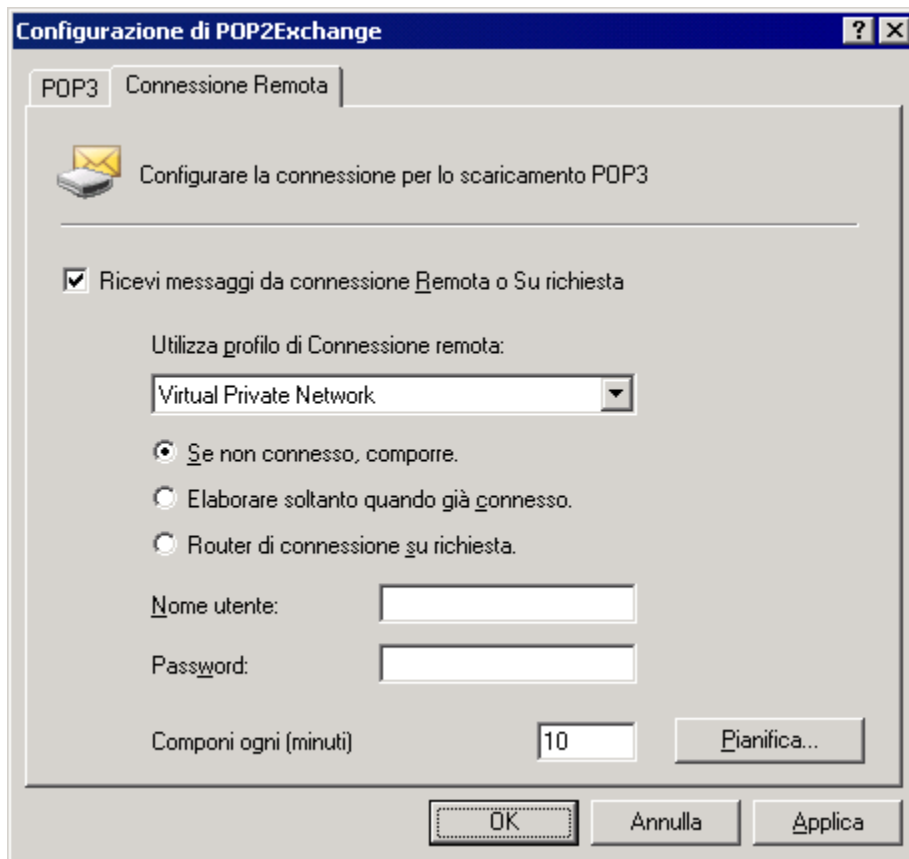 Configurazione di POP2Exchange
POP3 Connessione Remota
Configurare la connessione per lo scaricamento POP3
Ricevi messaggi da connessione Remota o Su richiesta
Utilizza profilo di Connessione remota:
Virtual Private Network
Se non connesso, comporre.
Elaborare soltanto quando già connesso.
Router di connessione su richiesta.
Nome utente:
Password:
Componi ogni (minuti) 10 Pianifica...
OK Annulla Applica